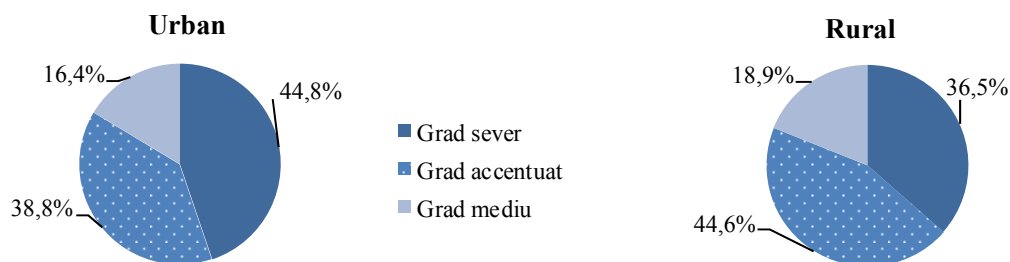 Urban
16,4%
44,8%
38,8%
Grad sever
Grad accentuat
Grad mediu
Rural
18,9%
36,5%
44,6%